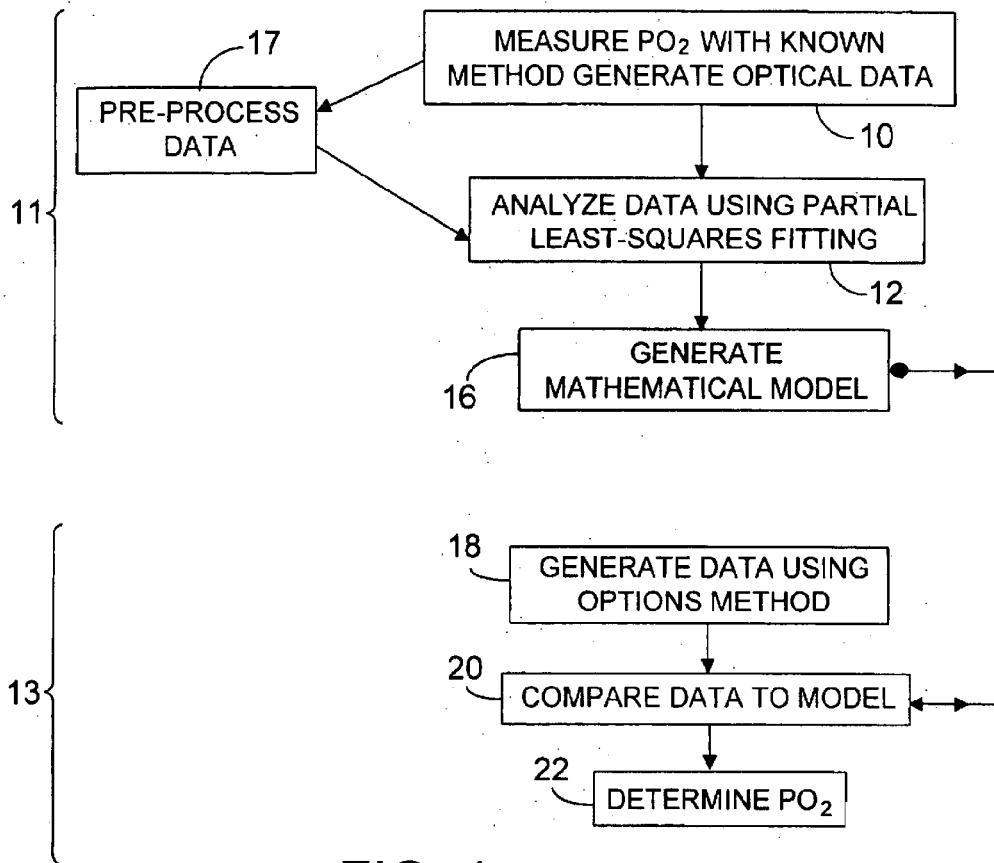 17
MEASURE PO₂ WITH KNOWN
METHOD GENERATE OPTICAL DATA
10
PRE-PROCESS
DATA
11
ANALYZE DATA USING PARTIAL
LEAST-SQUARES FITTING
12
GENERATE
MATHEMATICAL MODEL
16
18
GENERATE DATA USING
OPTIONS METHOD
13
20
COMPARE DATA TO MODEL
22
DETERMINE PO₂